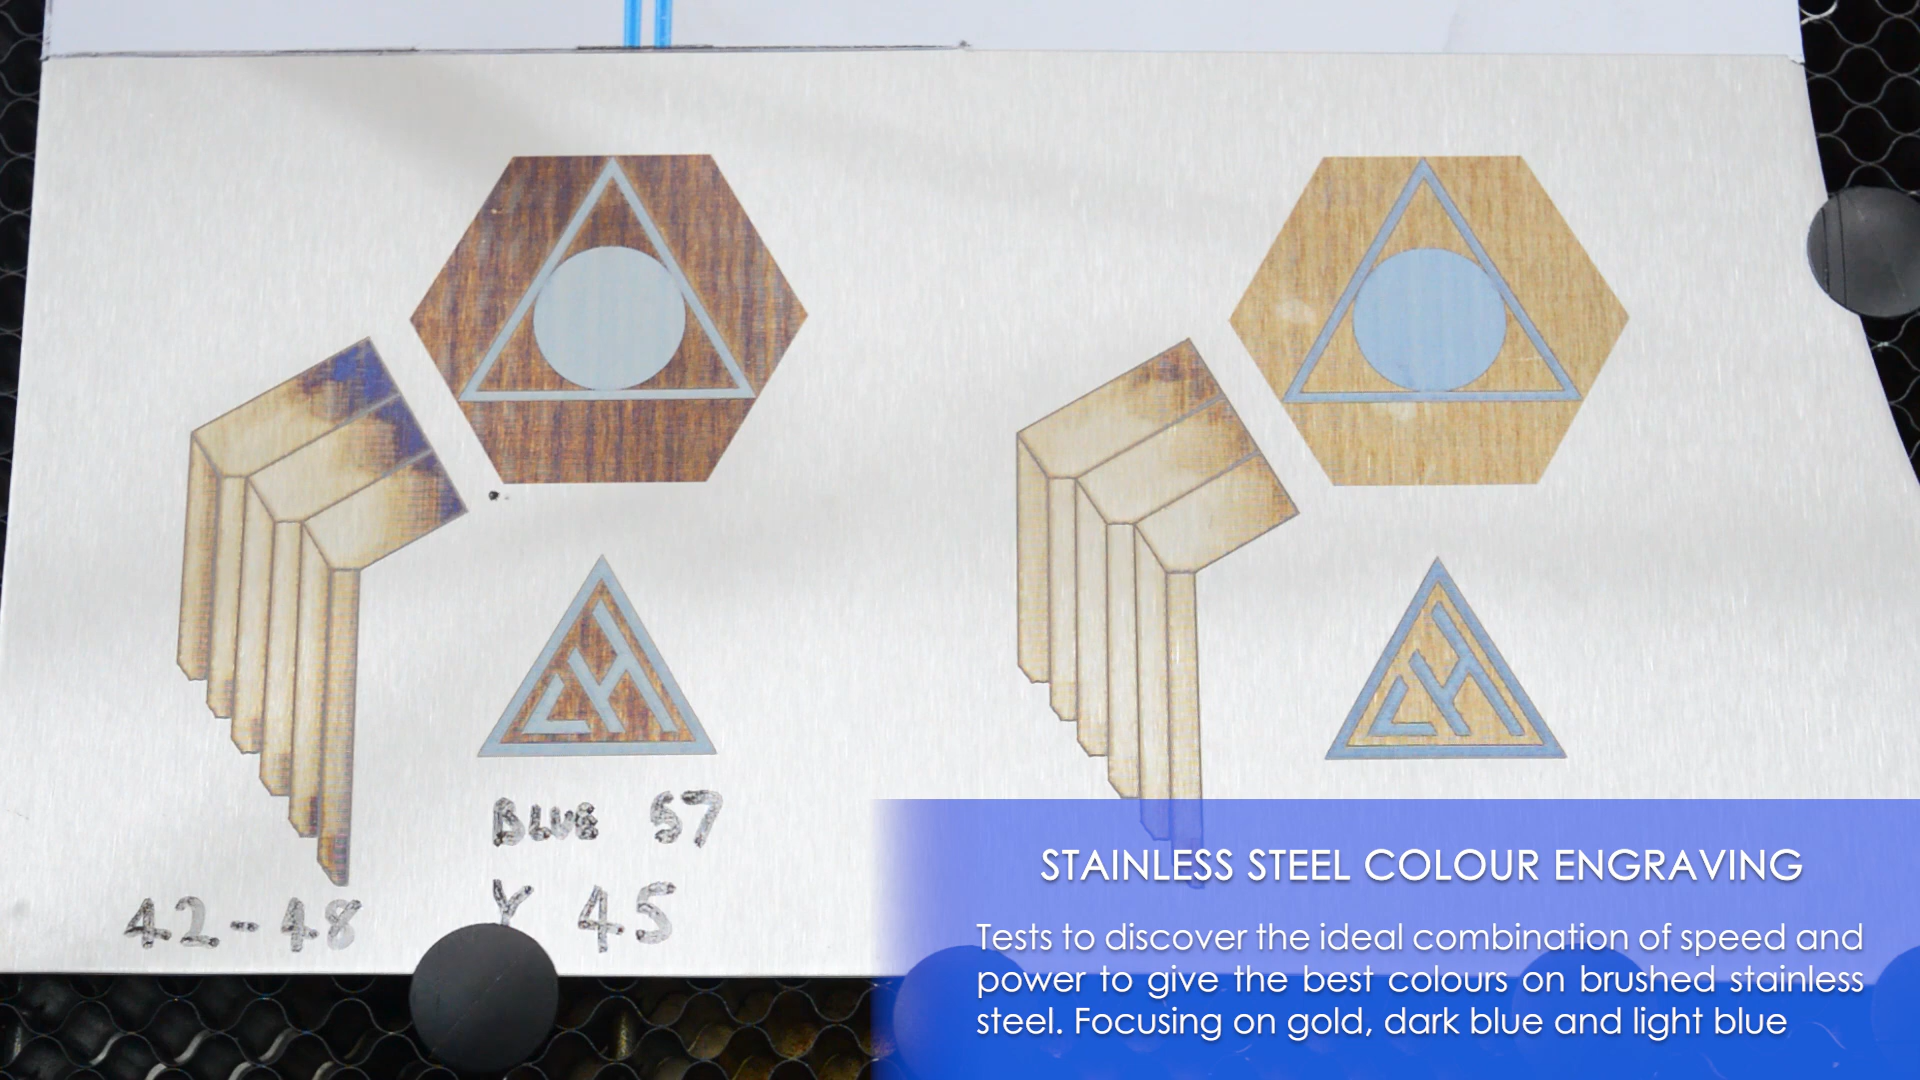 BLUE 57
Y 45
42-48
STAINLESS STEEL COLOUR ENGRAVING
Tests to discover the ideal combination of speed and
power to give the best colours on brushed stainless
steel. Focusing on gold, dark blue and light blue